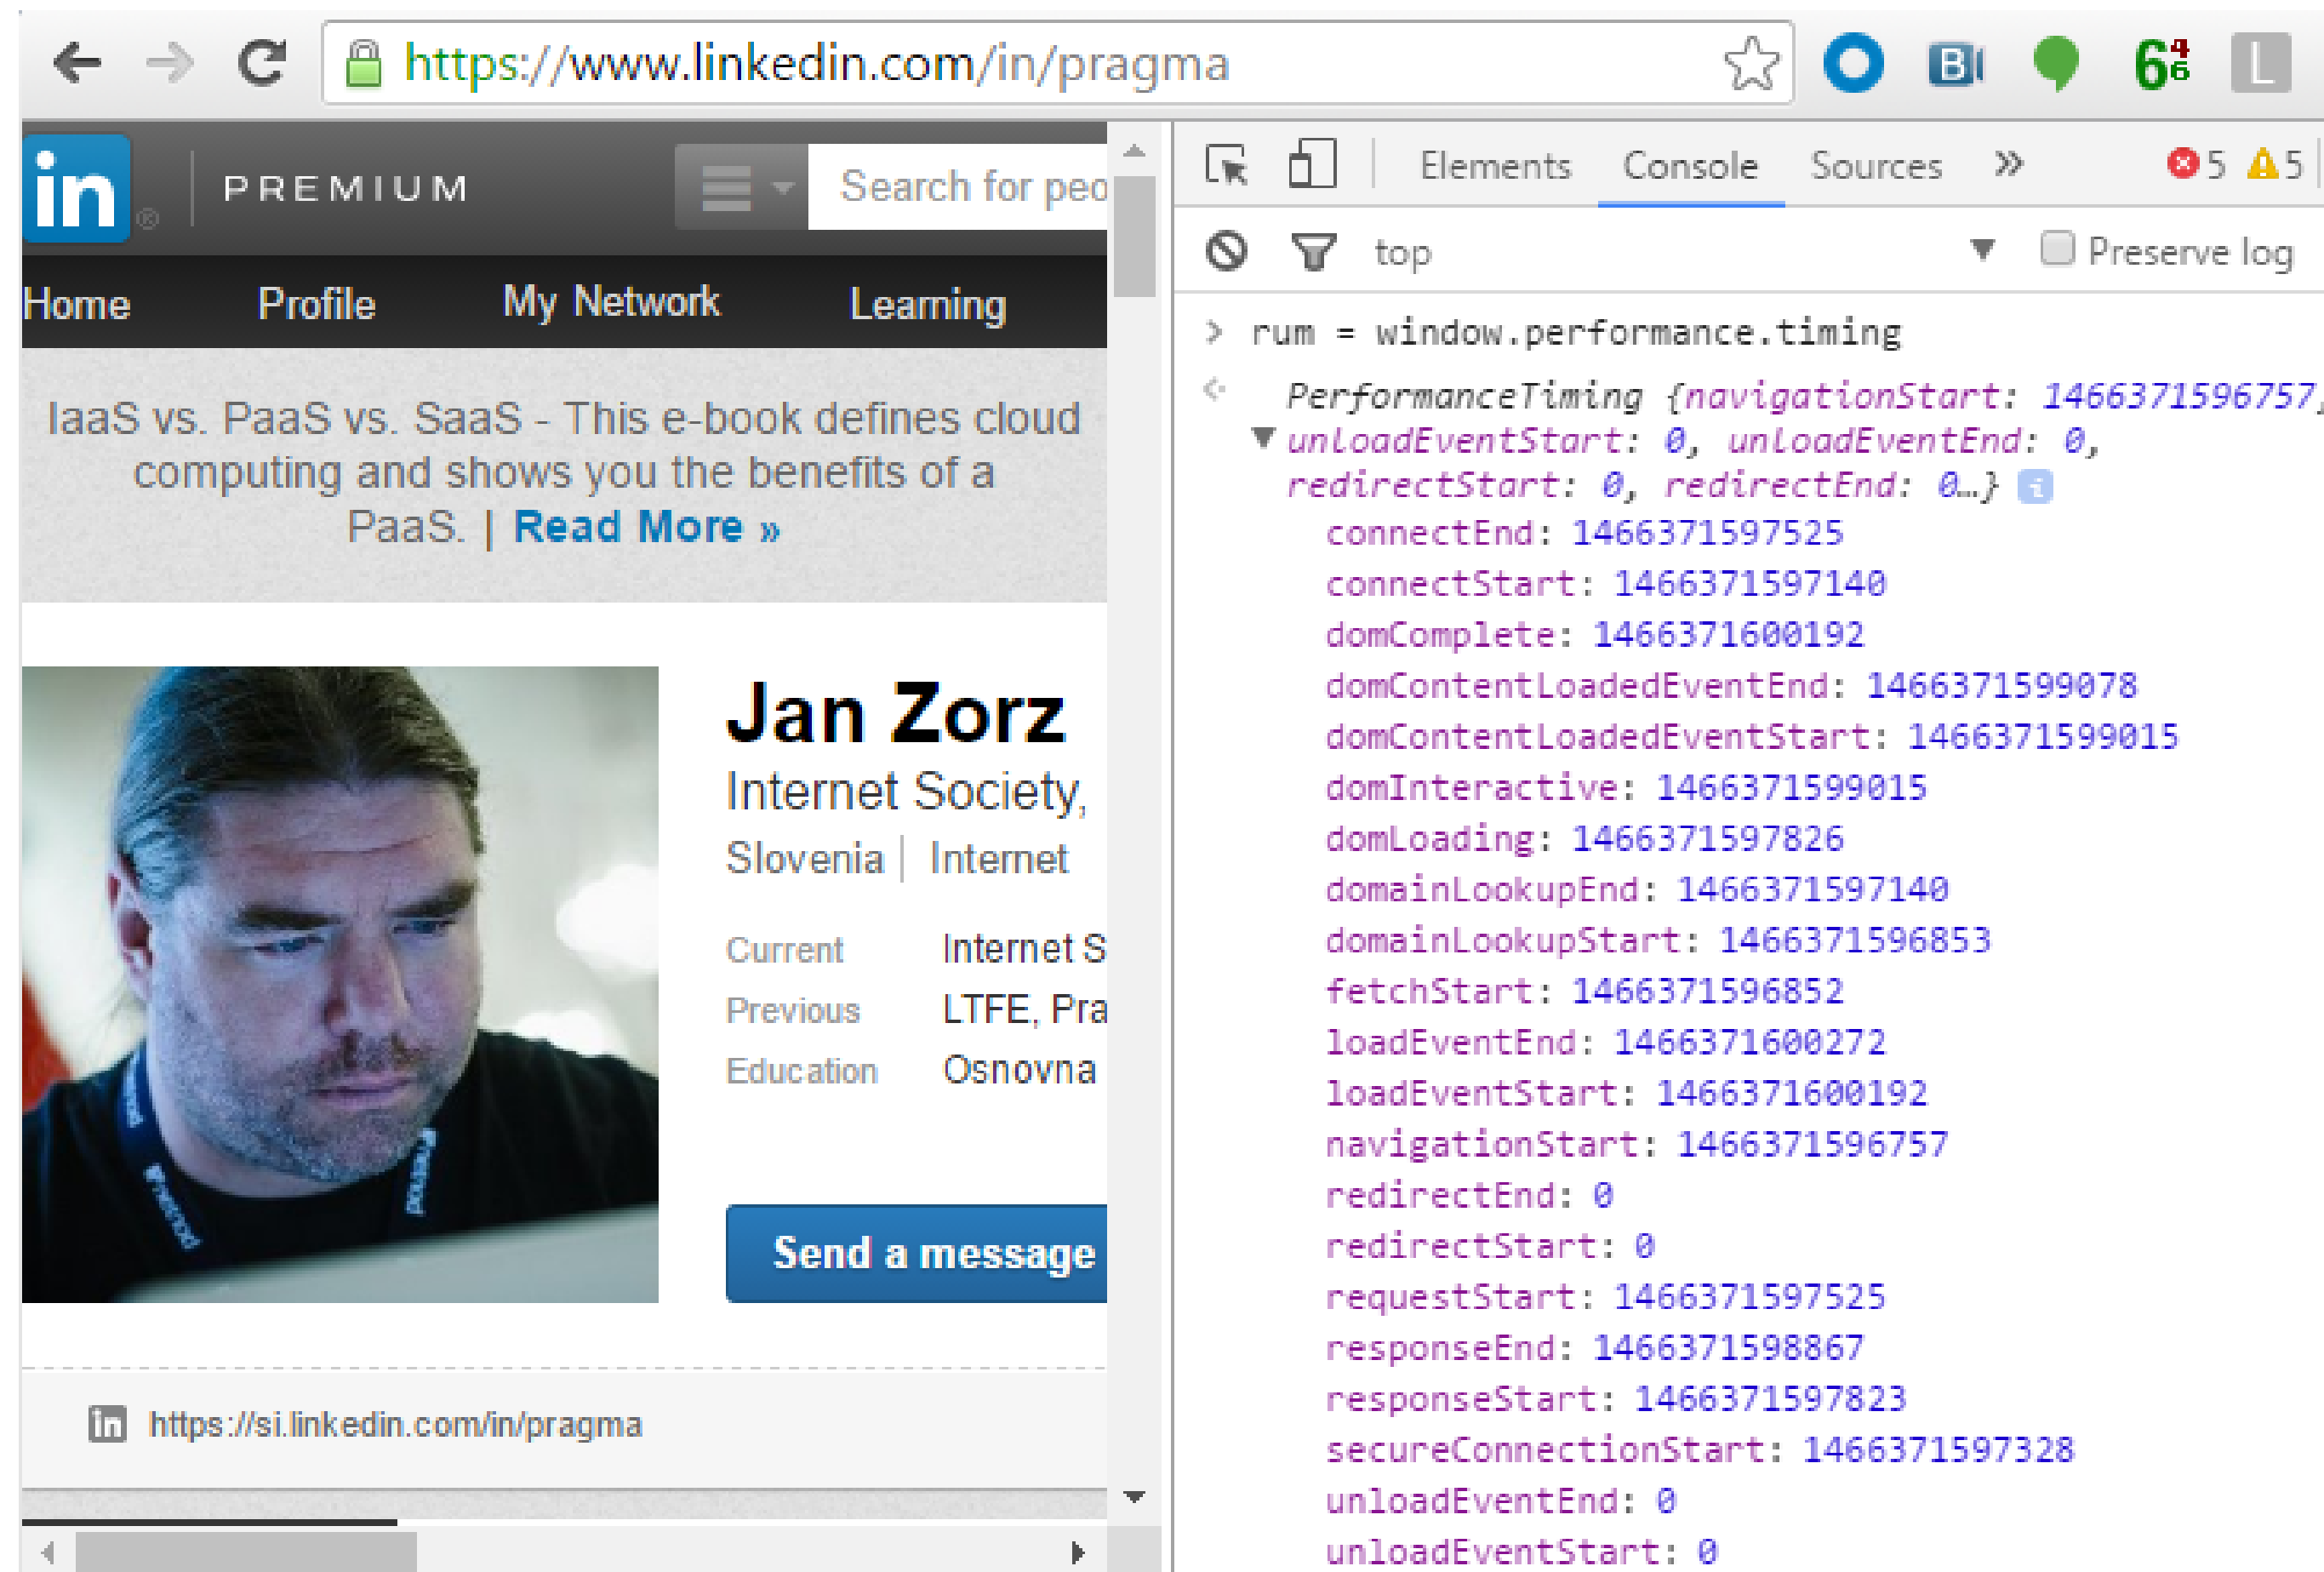 https://www.linkedin.com/in/pragma
B
6 4 6
L
in ® PREMIUM
Search for peo
Home Profile My Network Learning
IaaS vs. PaaS vs. SaaS - This e-book defines cloud
computing and shows you the benefits of a
PaaS. | Read More »
Jan Zorz
Internet Society,
Slovenia | Internet
Current Internet S
Previous LTFE, Pra
Education Osnovna
Send a message
in https://si.linkedin.com/in/pragma
Elements Console Sources » 5 5
top Preserve log
> rum = window.performance.timing
PerformanceTiming {navigationStart: 1466371596757,
unloadEventStart: 0, unloadEventEnd: 0,
redirectStart: 0, redirectEnd: 0…} i
connectEnd: 1466371597525
connectStart: 1466371597140
domComplete: 1466371600192
domContentLoadedEventEnd: 1466371599078
domContentLoadedEventStart: 1466371599015
domInteractive: 1466371599015
domLoading: 1466371597826
domainLookupEnd: 1466371597140
domainLookupStart: 1466371596853
fetchStart: 1466371596852
loadEventEnd: 1466371600272
loadEventStart: 1466371600192
navigationStart: 1466371596757
redirectEnd: 0
redirectStart: 0
requestStart: 1466371597525
responseEnd: 1466371598867
responseStart: 1466371597823
secureConnectionStart: 1466371597328
unloadEventEnd: 0
unloadEventStart: 0